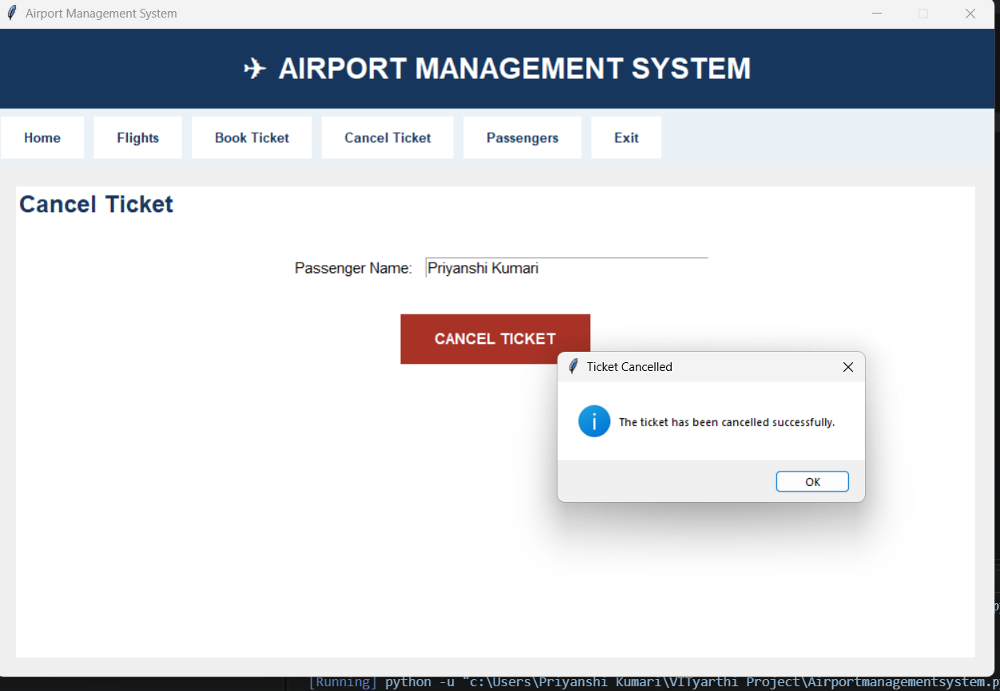 Airport Management System
✈ AIRPORT MANAGEMENT SYSTEM
Home Flights Book Ticket Cancel Ticket Passengers Exit
Cancel Ticket
Passenger Name: Priyanshi Kumari
CANCEL TICKET
Ticket Cancelled
The ticket has been cancelled successfully.
OK
[Running] python -u "c:\Users\Priyanshi Kumari\VITyarthi Project\Airportmanagementsystem.p